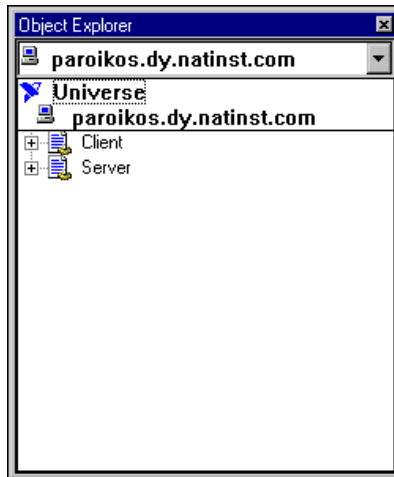 Object Explorer
paroikos.dy.natinst.com
Universe
paroikos.dy.natinst.com
Client
Server